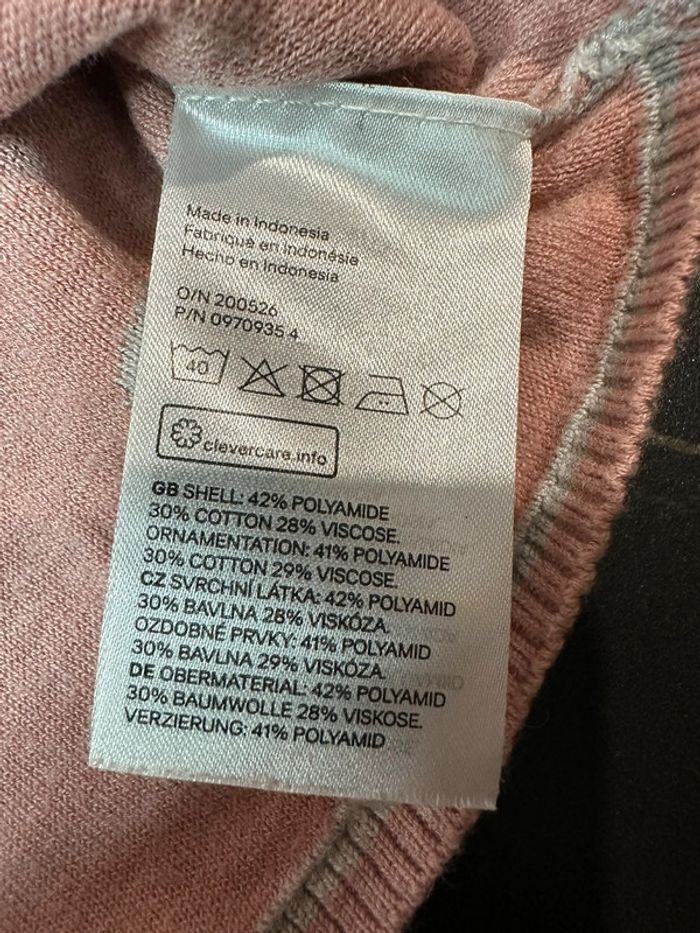 Made in Indonesia
Fabriqué en Indonésie
Hecho en Indonesia
O/N 200526
P/N 0970935 4
40
clevercare.info
GB SHELL: 42% POLYAMIDE
30% COTTON 28% VISCOSE.
ORNAMENTATION: 41% POLYAMIDE
30% COTTON 29% VISCOSE.
CZ SVRCHNÍ LÁTKA: 42% POLYAMID
30% BAVLNA 28% VISKÓZA.
OZDOBNÉ PRVKY: 41% POLYAMID
30% BAVLNA 29% VISKÓZA.
DE OBERMATERIAL: 42% POLYAMID
30% BAUMWOLLE 28% VISKOSE.
VERZIERUNG: 41% POLYAMID